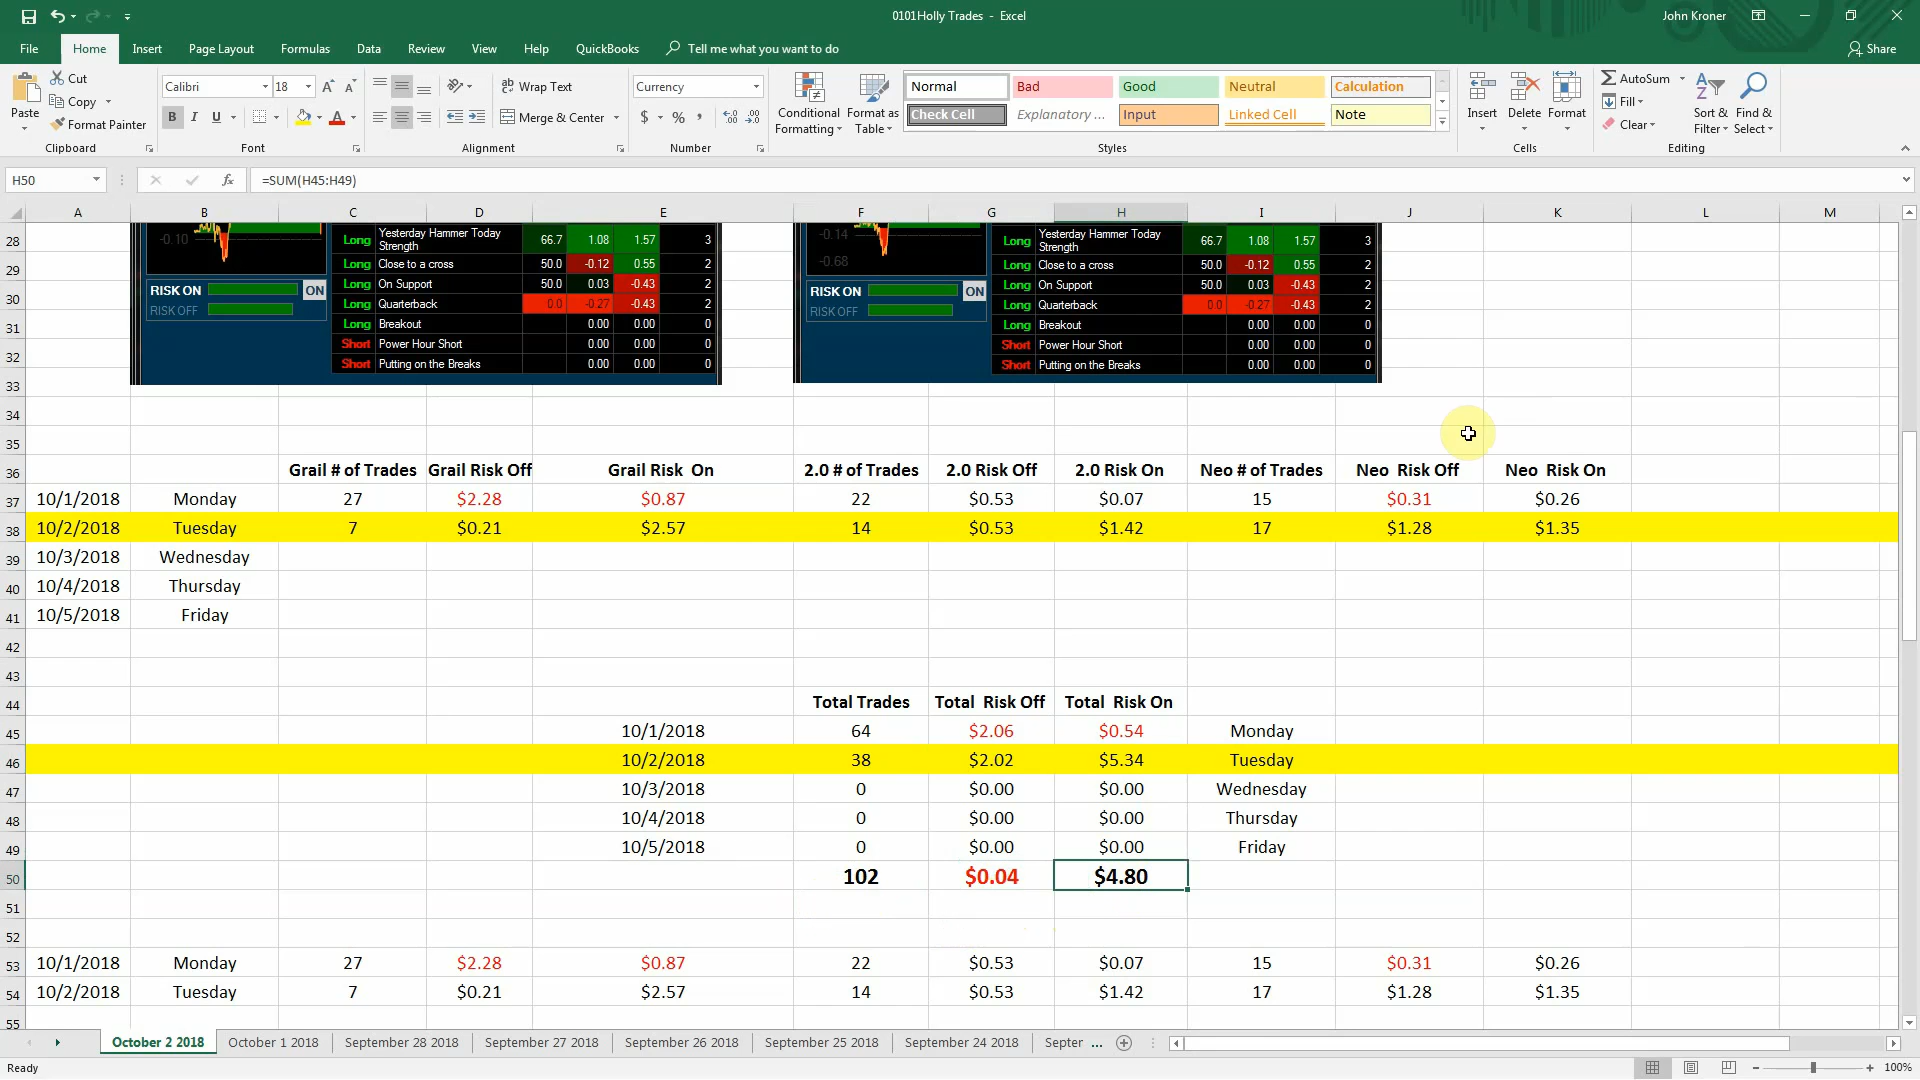 0101Holly Trades - Excel
John Kroner
File Home Insert Page Layout Formulas Data Review View Help QuickBooks Tell me what you want to do Share
Cut
Copy
Format Painter
Paste
Clipboard
Calibri 18
B I U
Font
Wrap Text
Merge & Center
Alignment
Currency
$ %
Number
Conditional Formatting
Format as Table
Normal Bad Good Neutral Calculation
Check Cell Explanatory ... Input Linked Cell Note
Styles
Insert Delete Format
Cells
AutoSum
Fill
Clear
Sort & Filter
Find & Select
Editing
H50 fx =SUM(H45:H49)
A B C D E F G H I J K L M
28 -0.10 Long Yesterday Hammer Today Strength 66.7 1.08 1.57 3 -0.14 Long Yesterday Hammer Today Strength 66.7 1.08 1.57 3
29 Long Close to a cross 50.0 -0.12 0.55 2 -0.68 Long Close to a cross 50.0 -0.12 0.55 2
30 RISK ON ON Long On Support 50.0 0.03 -0.43 2 RISK ON ON Long On Support 50.0 0.03 -0.43 2
RISK OFF Long Quarterback 0.0 -0.27 -0.43 2 RISK OFF Long Quarterback 0.0 -0.27 -0.43 2
31 Long Breakout 0.00 0.00 0 Long Breakout 0.00 0.00 0
32 Short Power Hour Short 0.00 0.00 0 Short Power Hour Short 0.00 0.00 0
33 Short Putting on the Breaks 0.00 0.00 0 Short Putting on the Breaks 0.00 0.00 0
34
35
36 Grail # of Trades Grail Risk Off Grail Risk On 2.0 # of Trades 2.0 Risk Off 2.0 Risk On Neo # of Trades Neo Risk Off Neo Risk On
37 10/1/2018 Monday 27 $2.28 $0.87 22 $0.53 $0.07 15 $0.31 $0.26
38 10/2/2018 Tuesday 7 $0.21 $2.57 14 $0.53 $1.42 17 $1.28 $1.35
39 10/3/2018 Wednesday
40 10/4/2018 Thursday
41 10/5/2018 Friday
42
43
44 Total Trades Total Risk Off Total Risk On
45 10/1/2018 64 $2.06 $0.54 Monday
46 10/2/2018 38 $2.02 $5.34 Tuesday
47 10/3/2018 0 $0.00 $0.00 Wednesday
48 10/4/2018 0 $0.00 $0.00 Thursday
49 10/5/2018 0 $0.00 $0.00 Friday
50 102 $0.04 $4.80
51
52
53 10/1/2018 Monday 27 $2.28 $0.87 22 $0.53 $0.07 15 $0.31 $0.26
54 10/2/2018 Tuesday 7 $0.21 $2.57 14 $0.53 $1.42 17 $1.28 $1.35
55
October 2 2018 October 1 2018 September 28 2018 September 27 2018 September 26 2018 September 25 2018 September 24 2018 Septer ...
Ready 100%